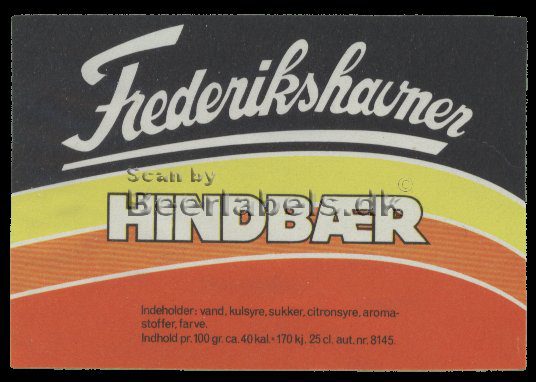 Frederikshavner
Scan by
Beerlabels.dk ©
HINDBÆR
Indeholder: vand, kulsyre, sukker, citronsyre, aroma-
stoffer, farve.
Indhold pr. 100 gr. ca. 40 kal. = 170 kj. 25 cl. aut. nr. 8145.